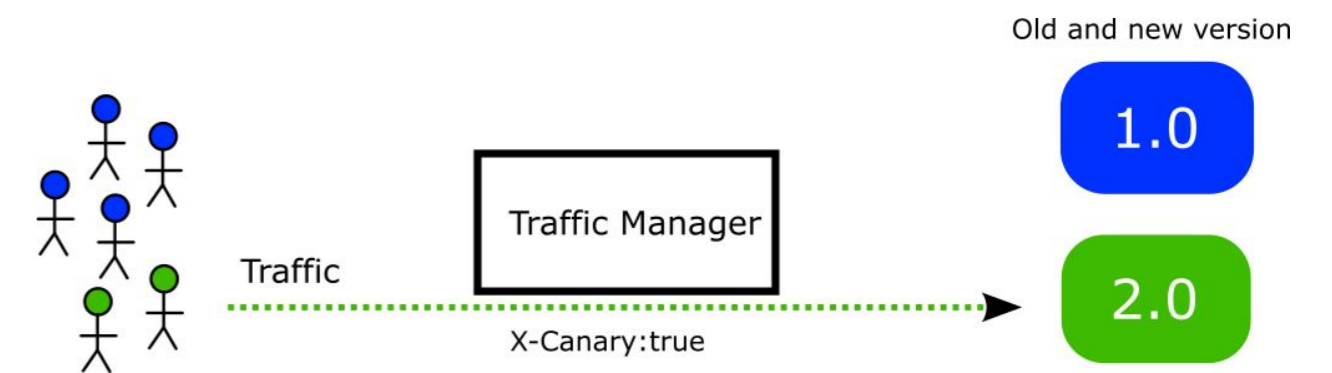 Old and new version
1.0
Traffic Manager
Traffic
2.0
X-Canary:true